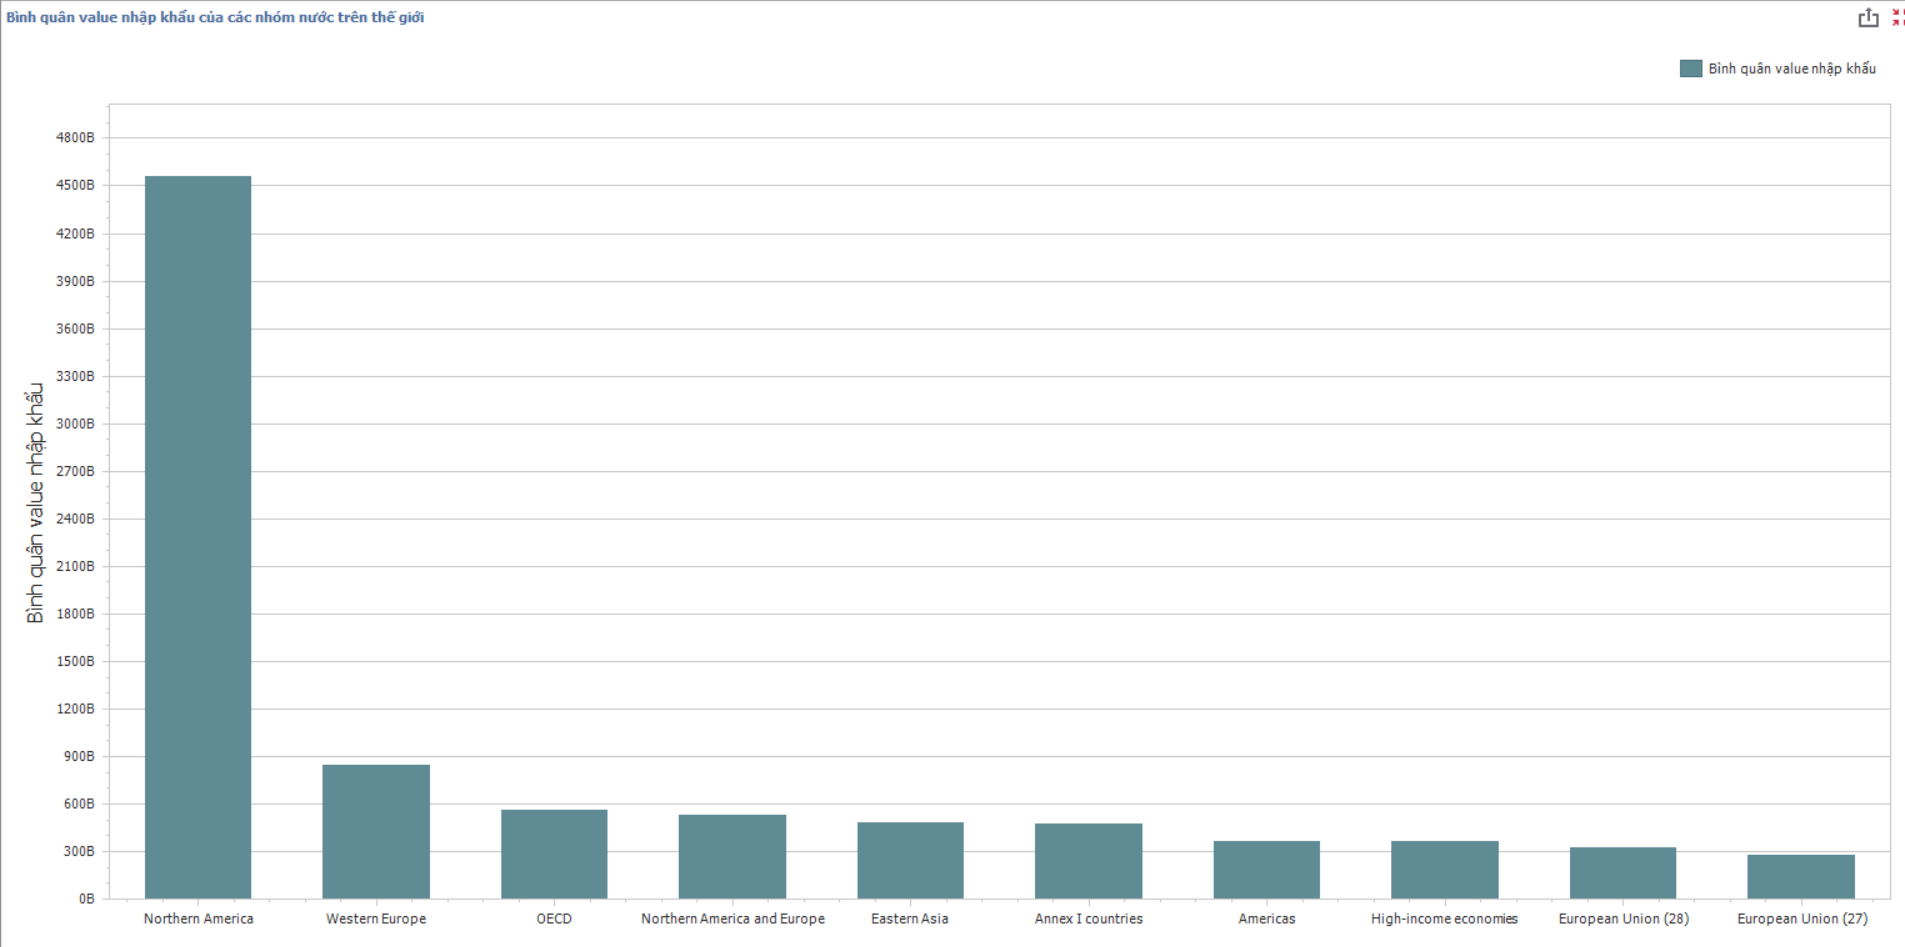 Bình quân value nhập khẩu của các nhóm nước trên thế giới
Bình quân value nhập khẩu
Bình quân value nhập khẩu
4800B
4500B
4200B
3900B
3600B
3300B
3000B
2700B
2400B
2100B
1800B
1500B
1200B
900B
600B
300B
0B
Northern America Western Europe OECD Northern America and Europe Eastern Asia Annex I countries Americas High-income economies European Union (28) European Union (27)